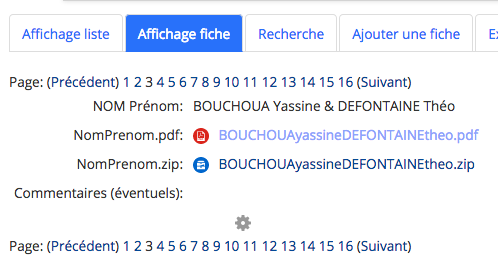 Affichage liste Affichage fiche Recherche Ajouter une fiche
Page: (Précédent) 1 2 3 4 5 6 7 8 9 10 11 12 13 14 15 16 (Suivant)
NOM Prénom: BOUCHOUA Yassine & DEFONTAINE Théo
NomPrenom.pdf: BOUCHOUAyassineDEFONTAINEtheo.pdf
NomPrenom.zip: BOUCHOUAyassineDEFONTAINEtheo.zip
Commentaires (éventuels):
Page: (Précédent) 1 2 3 4 5 6 7 8 9 10 11 12 13 14 15 16 (Suivant)